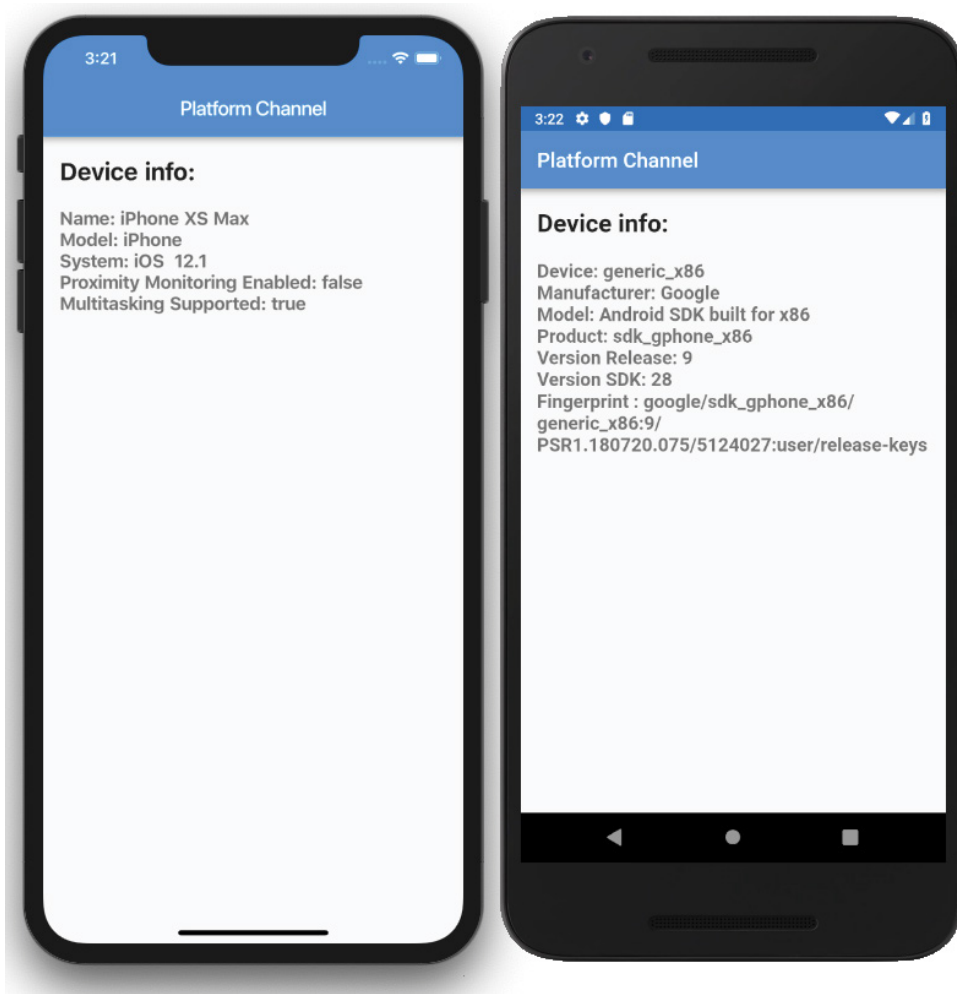 3:21
Platform Channel
Device info:
Name: iPhone XS Max
Model: iPhone
System: iOS  12.1
Proximity Monitoring Enabled: false
Multitasking Supported: true
3:22
Platform Channel
Device info:
Device: generic_x86
Manufacturer: Google
Model: Android SDK built for x86
Product: sdk_gphone_x86
Version Release: 9
Version SDK: 28
Fingerprint : google/sdk_gphone_x86/
generic_x86:9/
PSR1.180720.075/5124027:user/release-keys